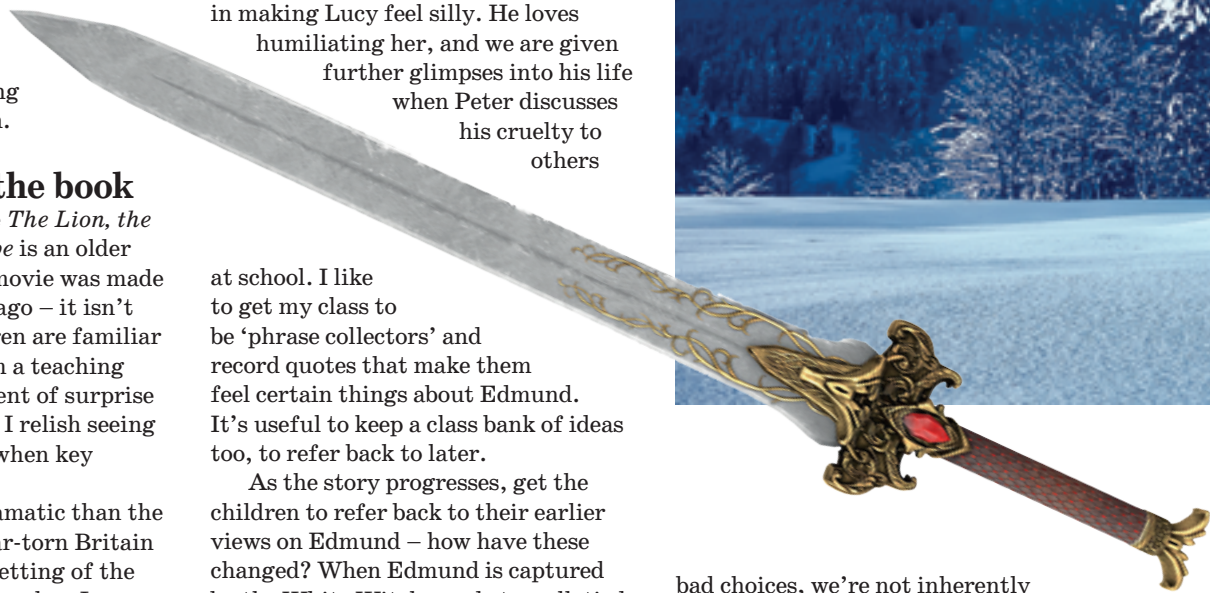 ng
the book
The Lion, the
is an older
movie was made
ago – it isn't
ren are familiar
a teaching
ent of surprise
I relish seeing
when key
amatic than the
ar-torn Britain
etting of the
in making Lucy feel silly. He loves
humiliating her, and we are given
further glimpses into his life
when Peter discusses
his cruelty to
others
at school. I like
to get my class to
be 'phrase collectors' and
record quotes that make them
feel certain things about Edmund.
It's useful to keep a class bank of ideas
too, to refer back to later.
As the story progresses, get the
children to refer back to their earlier
views on Edmund – how have these
changed? When Edmund is captured
bad choices, we're not inherently